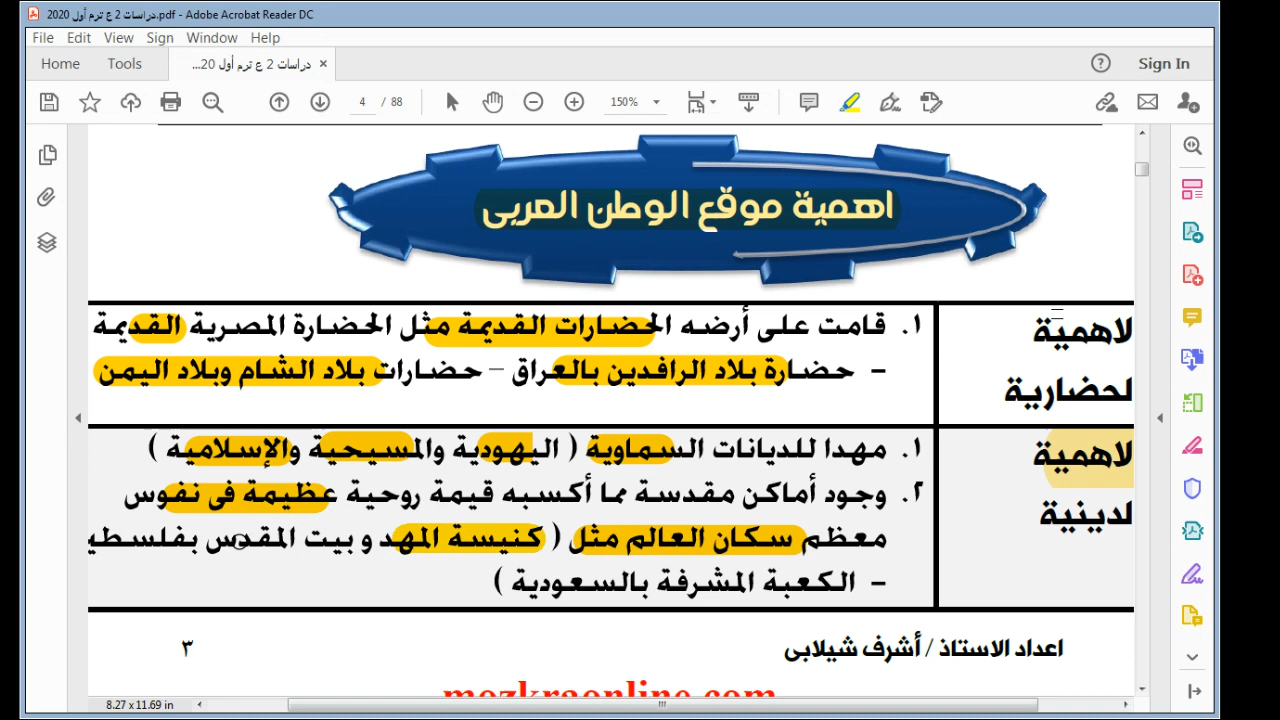 دراسات 2 ع ترم أول 2020.pdf - Adobe Acrobat Reader DC
File Edit View Sign Window Help
Home Tools دراسات 2 ع ترم أول 20... × ? Sign In
4 / 88 150%
اهمية موقع الوطن العربى
لاهمية
لحضارية
١. قامت على أرضه الحضارات القديمة مثل الحضارة المصرية القديمة
- حضارة بلاد الرافدين بالعراق – حضارات بلاد الشام وبلاد اليمن
لاهمية
لدينية
١. مهدا للديانات السماوية ( اليهودية والمسيحية والإسلامية )
٢. وجود أماكن مقدسة مما أكسبه قيمة روحية عظيمة فى نفوس
معظم سكان العالم مثل ( كنيسة المهد و بيت المقدس بفلسطي
- الكعبة المشرفة بالسعودية )
اعداد الاستاذ / أشرف شيلابى
٣
mozkraonline.com
8.27 x 11.69 in